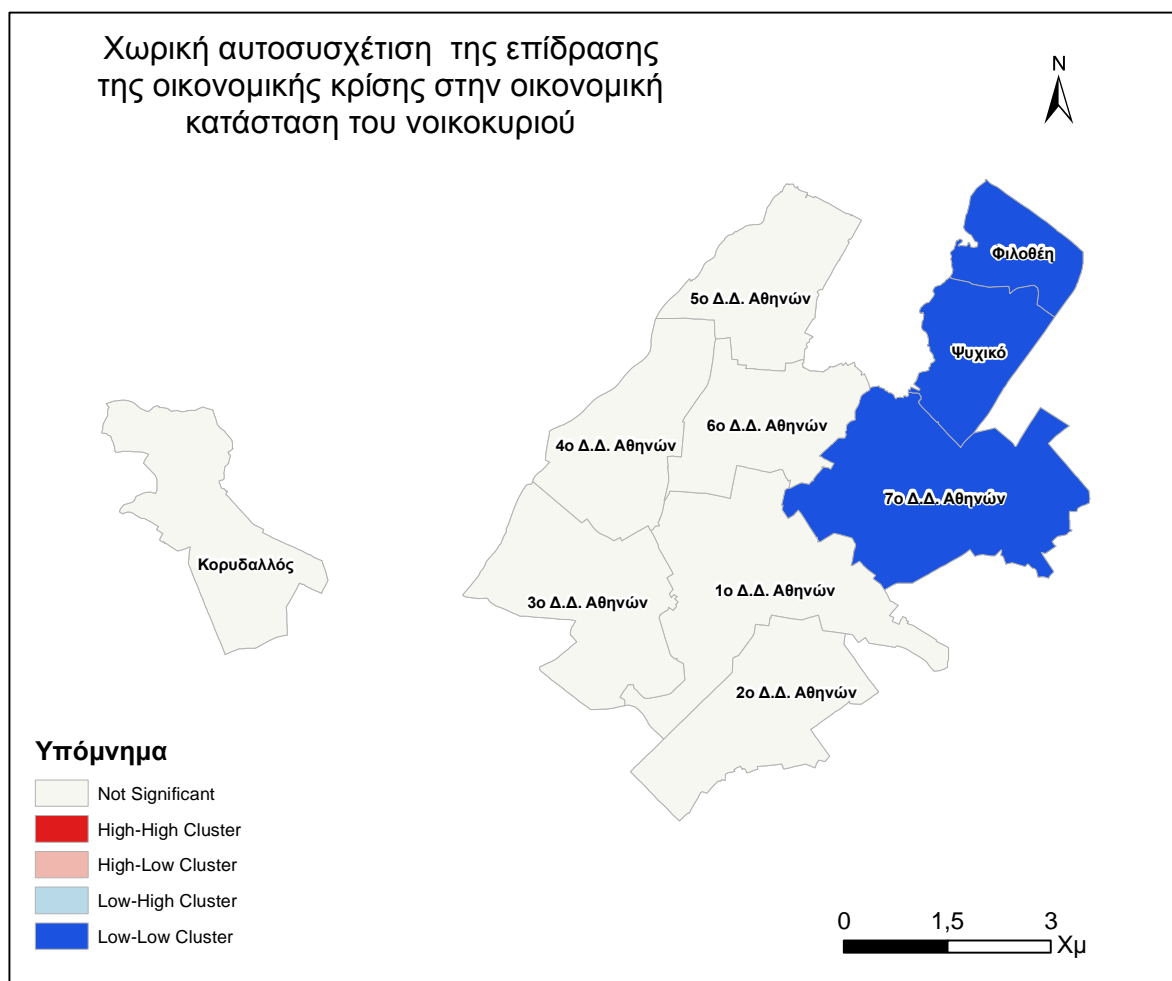 Χωρική αυτοσυσχέτιση της επίδρασης
της οικονομικής κρίσης στην οικονομική
κατάσταση του νοικοκυριού
N
Φιλοθέη
5ο Δ.Δ. Αθηνών
Ψυχικό
6ο Δ.Δ. Αθηνών
4ο Δ.Δ. Αθηνών
7ο Δ.Δ. Αθηνών
Κορυδαλλός
1ο Δ.Δ. Αθηνών
3ο Δ.Δ. Αθηνών
2ο Δ.Δ. Αθηνών
Υπόμνημα
Not Significant
High-High Cluster
High-Low Cluster
Low-High Cluster
Low-Low Cluster
0 1,5 3
Χμ